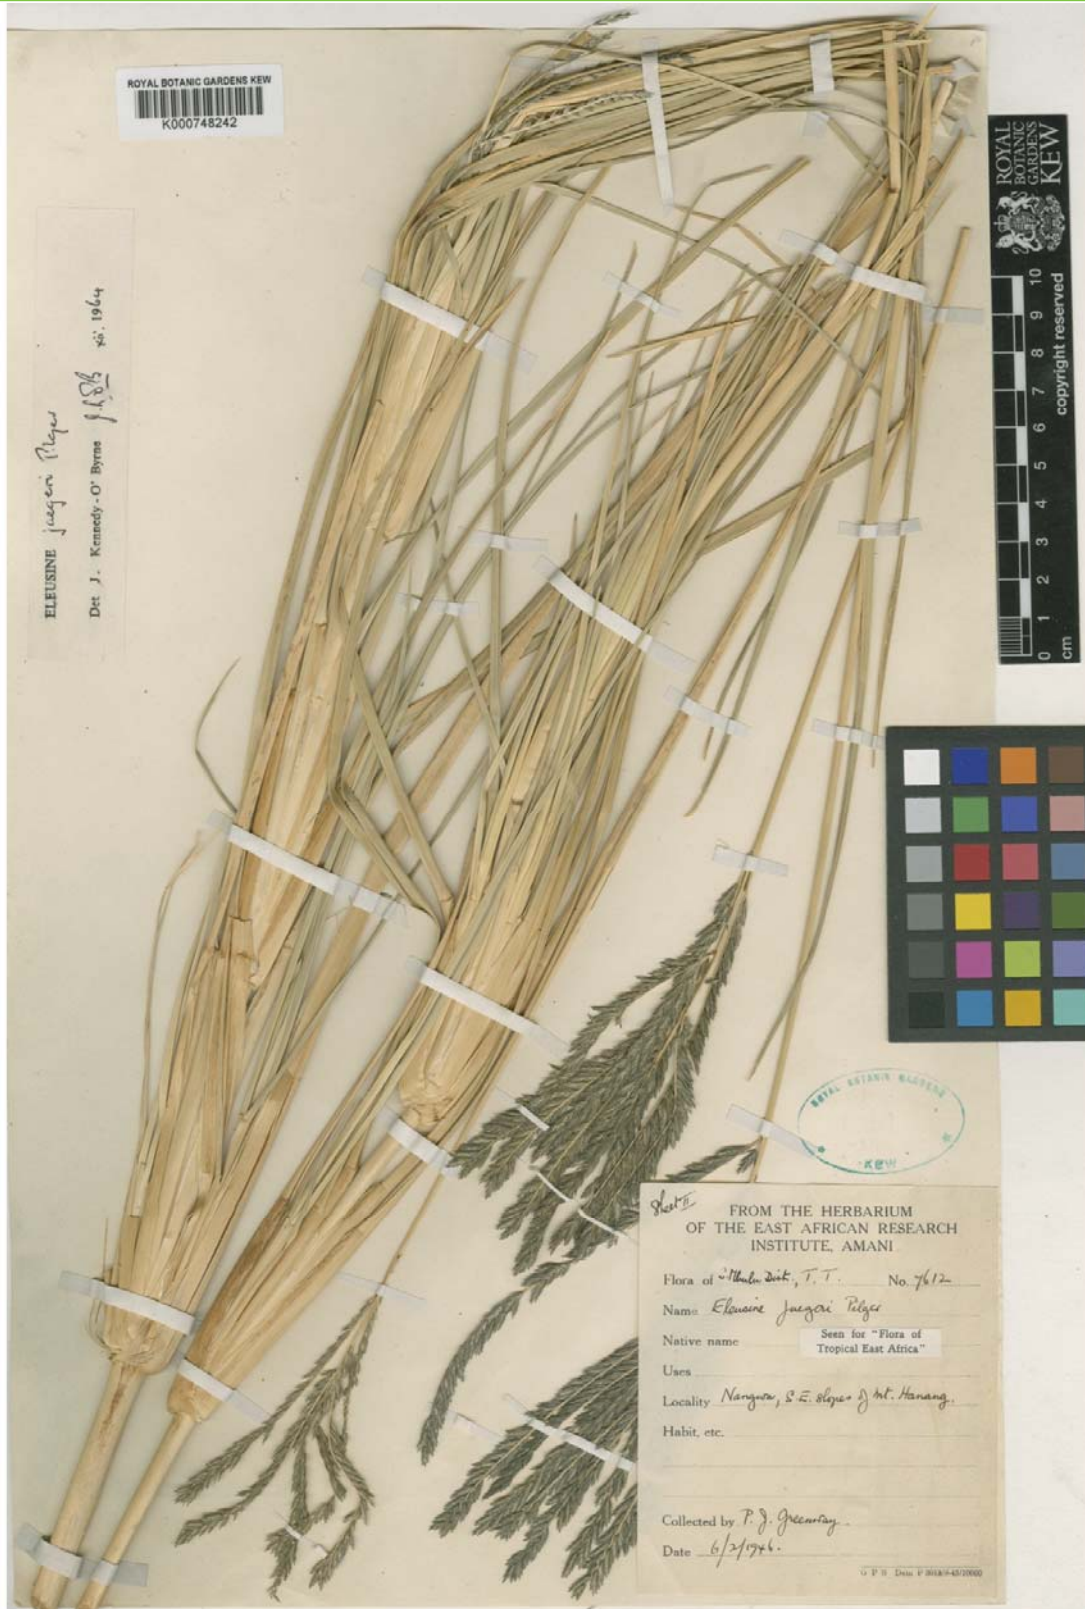 ROYAL BOTANIC GARDENS KEW
K000748242
ELEUSINE jaegeri Pilger
Det J. Kennedy-O'Byrne J.K.O'B xii. 1964
ROYAL
BOTANIC
GARDENS
KEW
copyright reserved
0 1 2 3 4 5 6 7 8 9 10
cm
ROYAL BOTANIC GARDENS
KEW
Sheet II
FROM THE HERBARIUM
OF THE EAST AFRICAN RESEARCH
INSTITUTE, AMANI
Flora of Mbulu Dist., T. T. No. 7612
Name Eleusine jaegeri Pilger
Native name
Seen for "Flora of
Tropical East Africa"
Uses
Locality Nangwa, S.E. slopes of Mt. Hanang.
Habit, etc.
Collected by P. J. Greenway.
Date 6/2/1946.
G P B Dsm